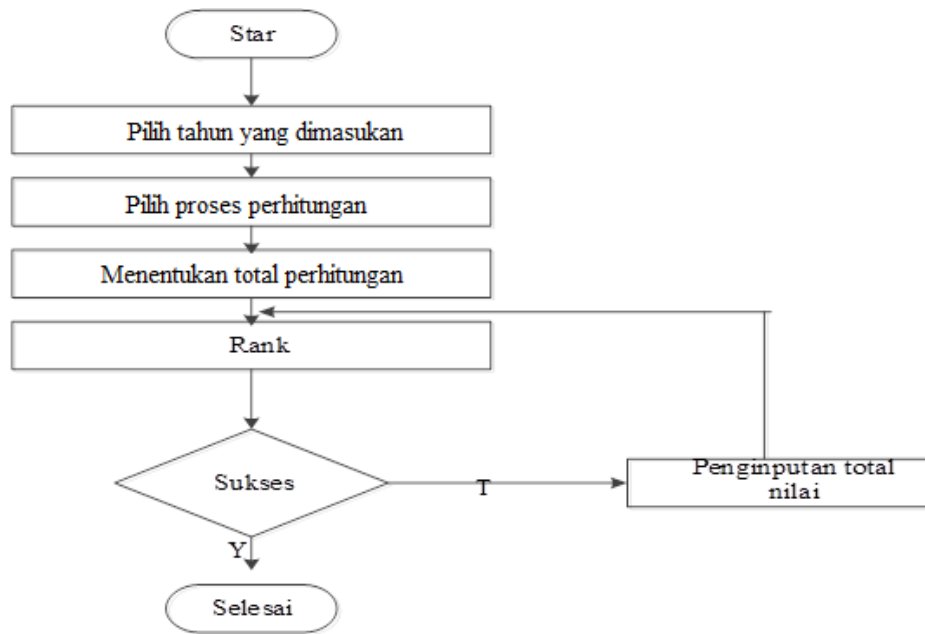 Star
Pilih tahun yang dimasukan
Pilih proses perhitungan
Menentukan total perhitungan
Rank
Sukses
T
Penginputan total
nilai
Y
Selesai